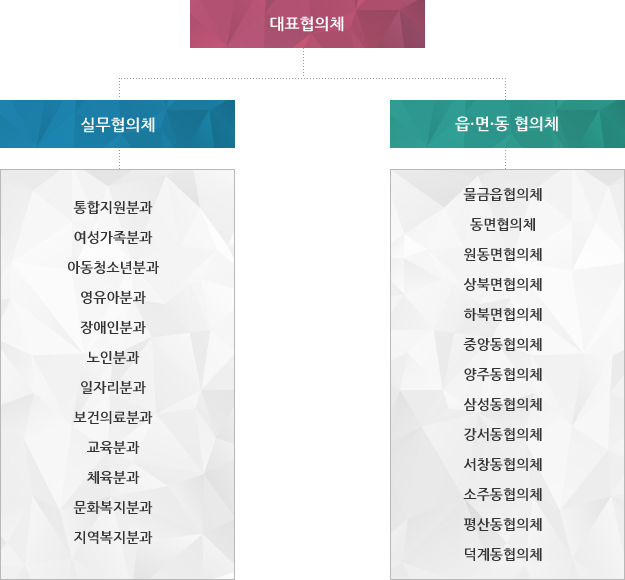 대표협의체
실무협의체
통합지원분과
여성가족분과
아동청소년분과
영유아분과
장애인분과
노인분과
일자리분과
보건의료분과
교육분과
체육분과
문화복지분과
지역복지분과
읍·면·동 협의체
물금읍협의체
동면협의체
원동면협의체
상북면협의체
하북면협의체
중앙동협의체
양주동협의체
삼성동협의체
강서동협의체
서창동협의체
소주동협의체
평산동협의체
덕계동협의체